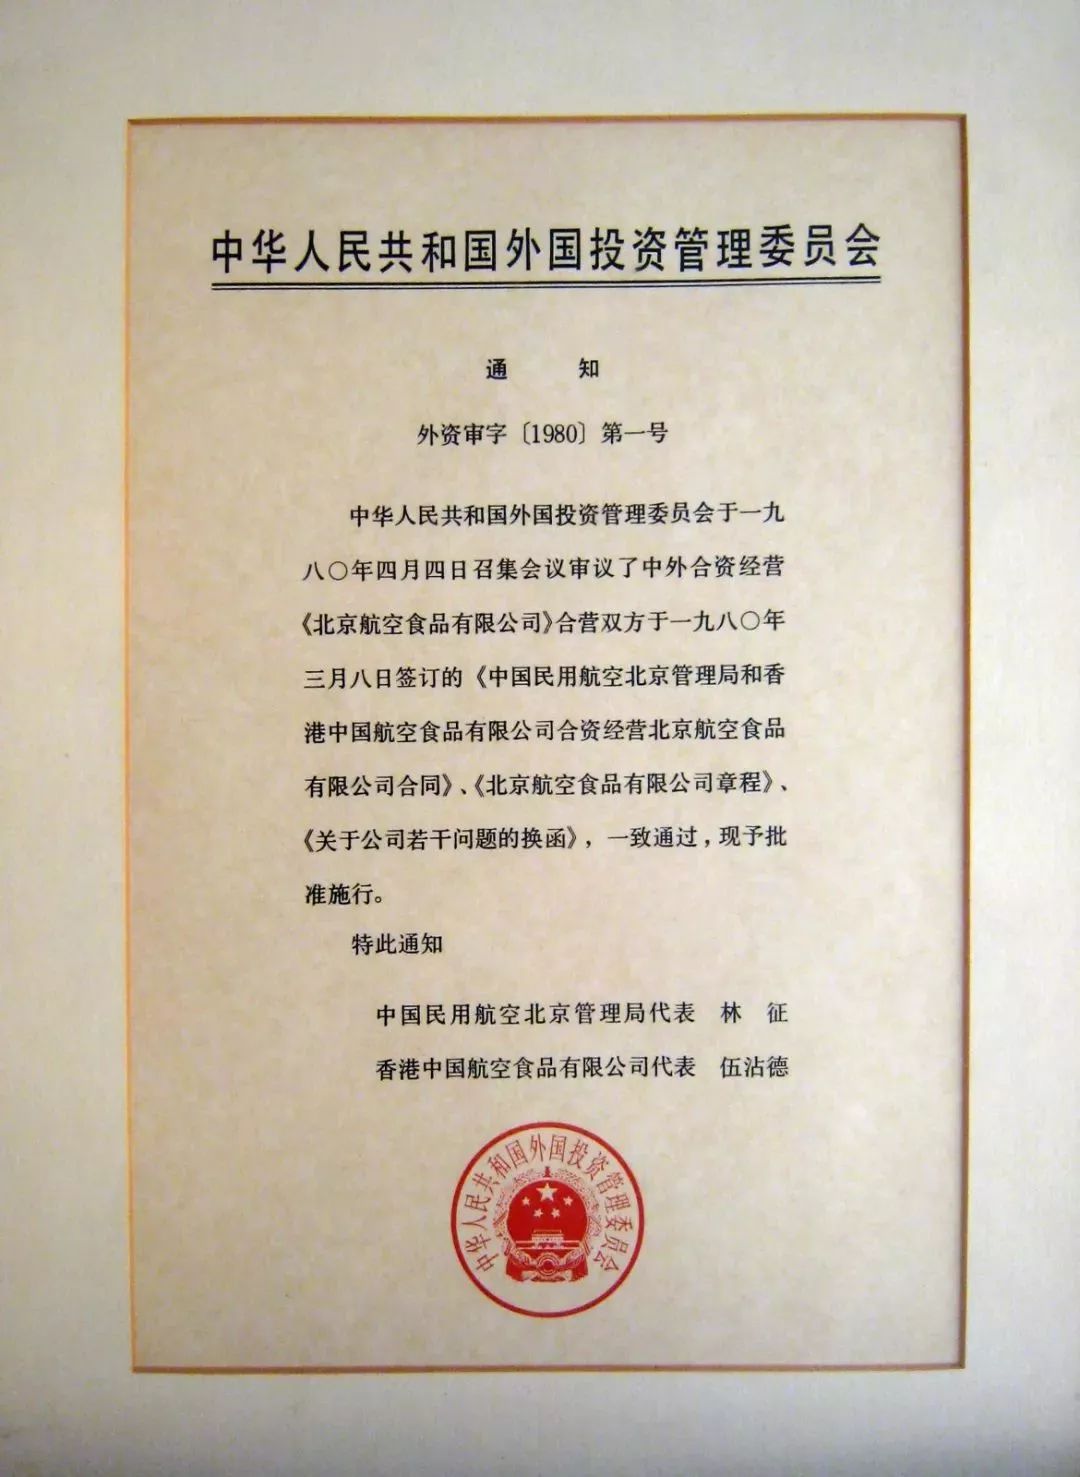 中华人民共和国外国投资管理委员会
通 知
外资审字〔1980〕第一号
中华人民共和国外国投资管理委员会于一九
八〇年四月四日召集会议审议了中外合资经营
《北京航空食品有限公司》合营双方于一九八〇年
三月八日签订的《中国民用航空北京管理局和香
港中国航空食品有限公司合资经营北京航空食品
有限公司合同》、《北京航空食品有限公司章程》、
《关于公司若干问题的换函》，一致通过，现予批
准施行。
特此通知
中国民用航空北京管理局代表 林 征
香港中国航空食品有限公司代表 伍沾德
中华人民共和国外国投资管理委员会